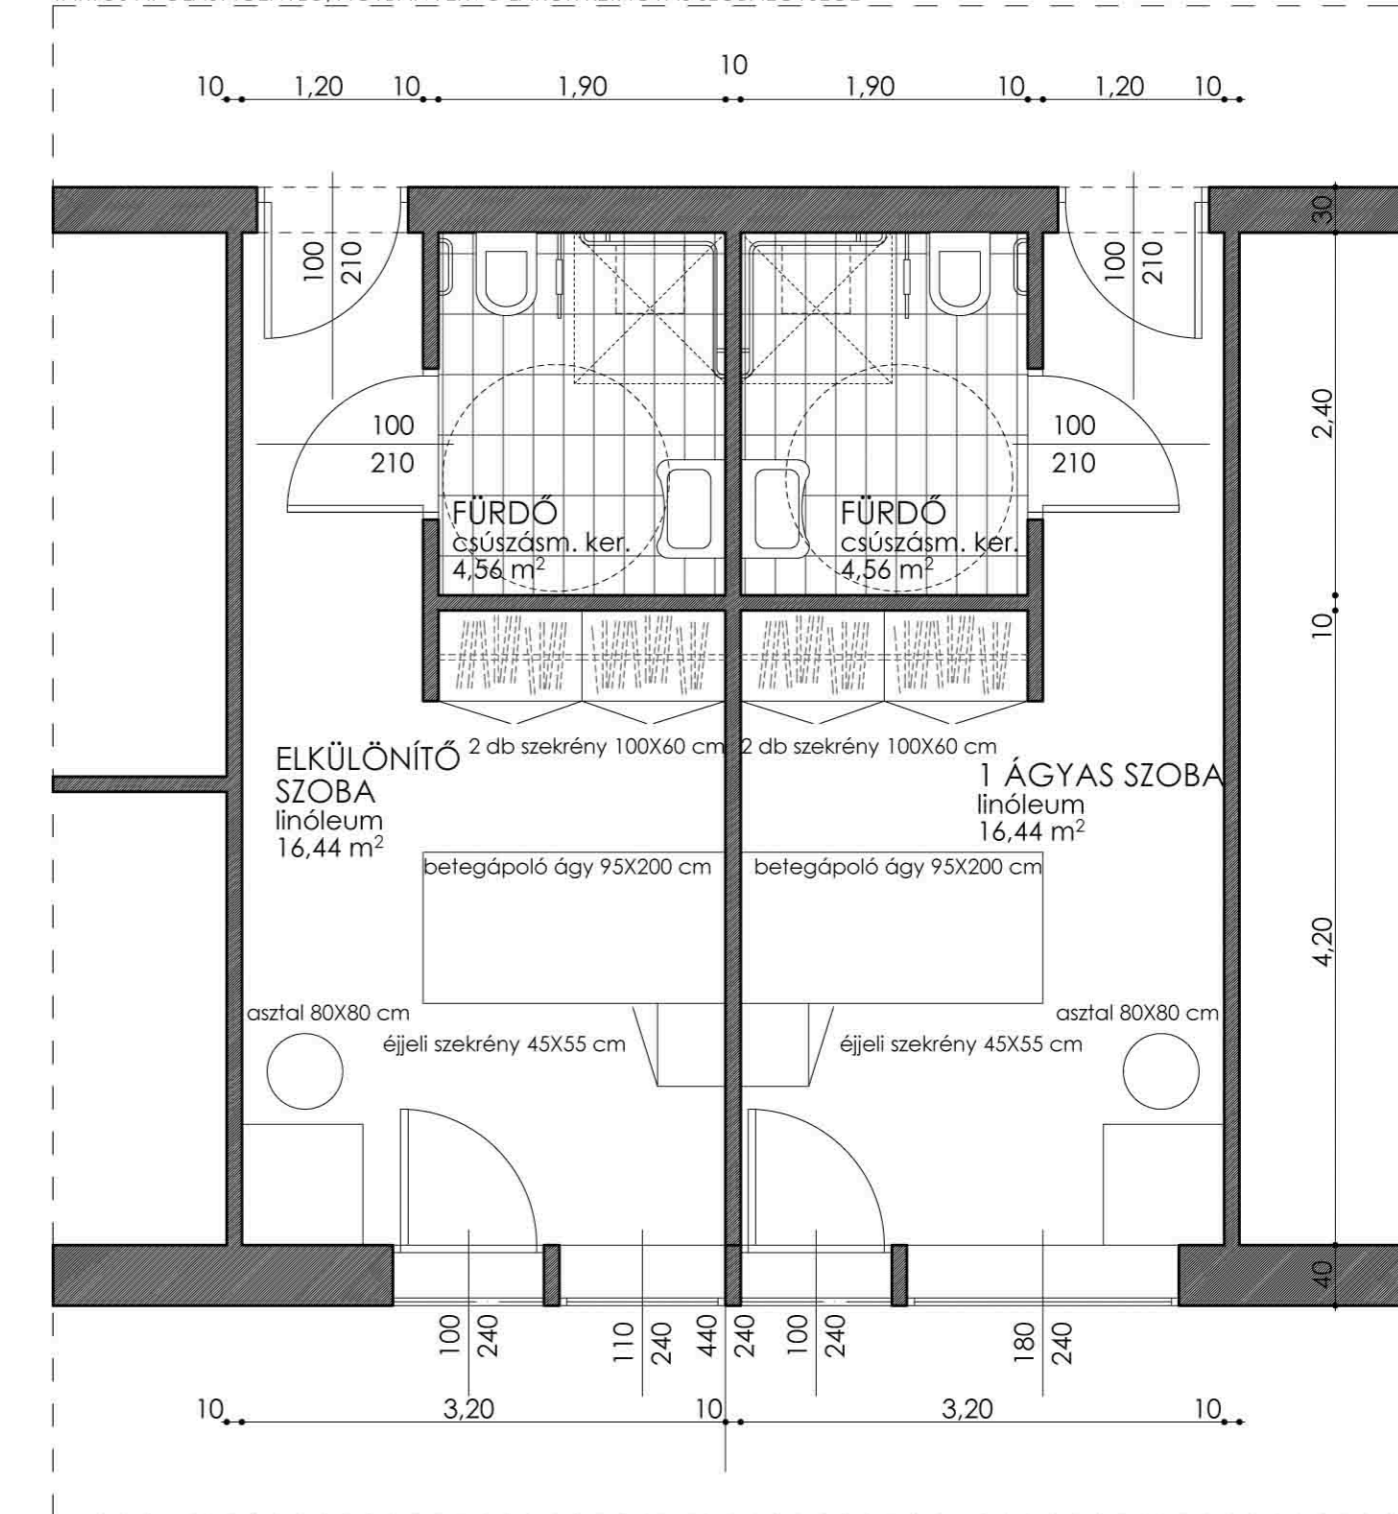 10
10 1,20 10 1,90 1,90 10 1,20 10
30
100
210
100
210
2,40
100
210
100
210
FÜRDŐ
csúszásm. ker.
4,56 m²
FÜRDŐ
csúszásm. ker.
4,56 m²
10
2 db szekrény 100X60 cm
2 db szekrény 100X60 cm
ELKÜLÖNÍTŐ
SZOBA
linóleum
16,44 m²
1 ÁGYAS SZOBA
linóleum
16,44 m²
betegápoló ágy 95X200 cm
betegápoló ágy 95X200 cm
4,20
asztal 80X80 cm
asztal 80X80 cm
éjjeli szekrény 45X55 cm
éjjeli szekrény 45X55 cm
40
100
240
110
240
440
240
100
240
180
240
10 3,20 10 3,20 10